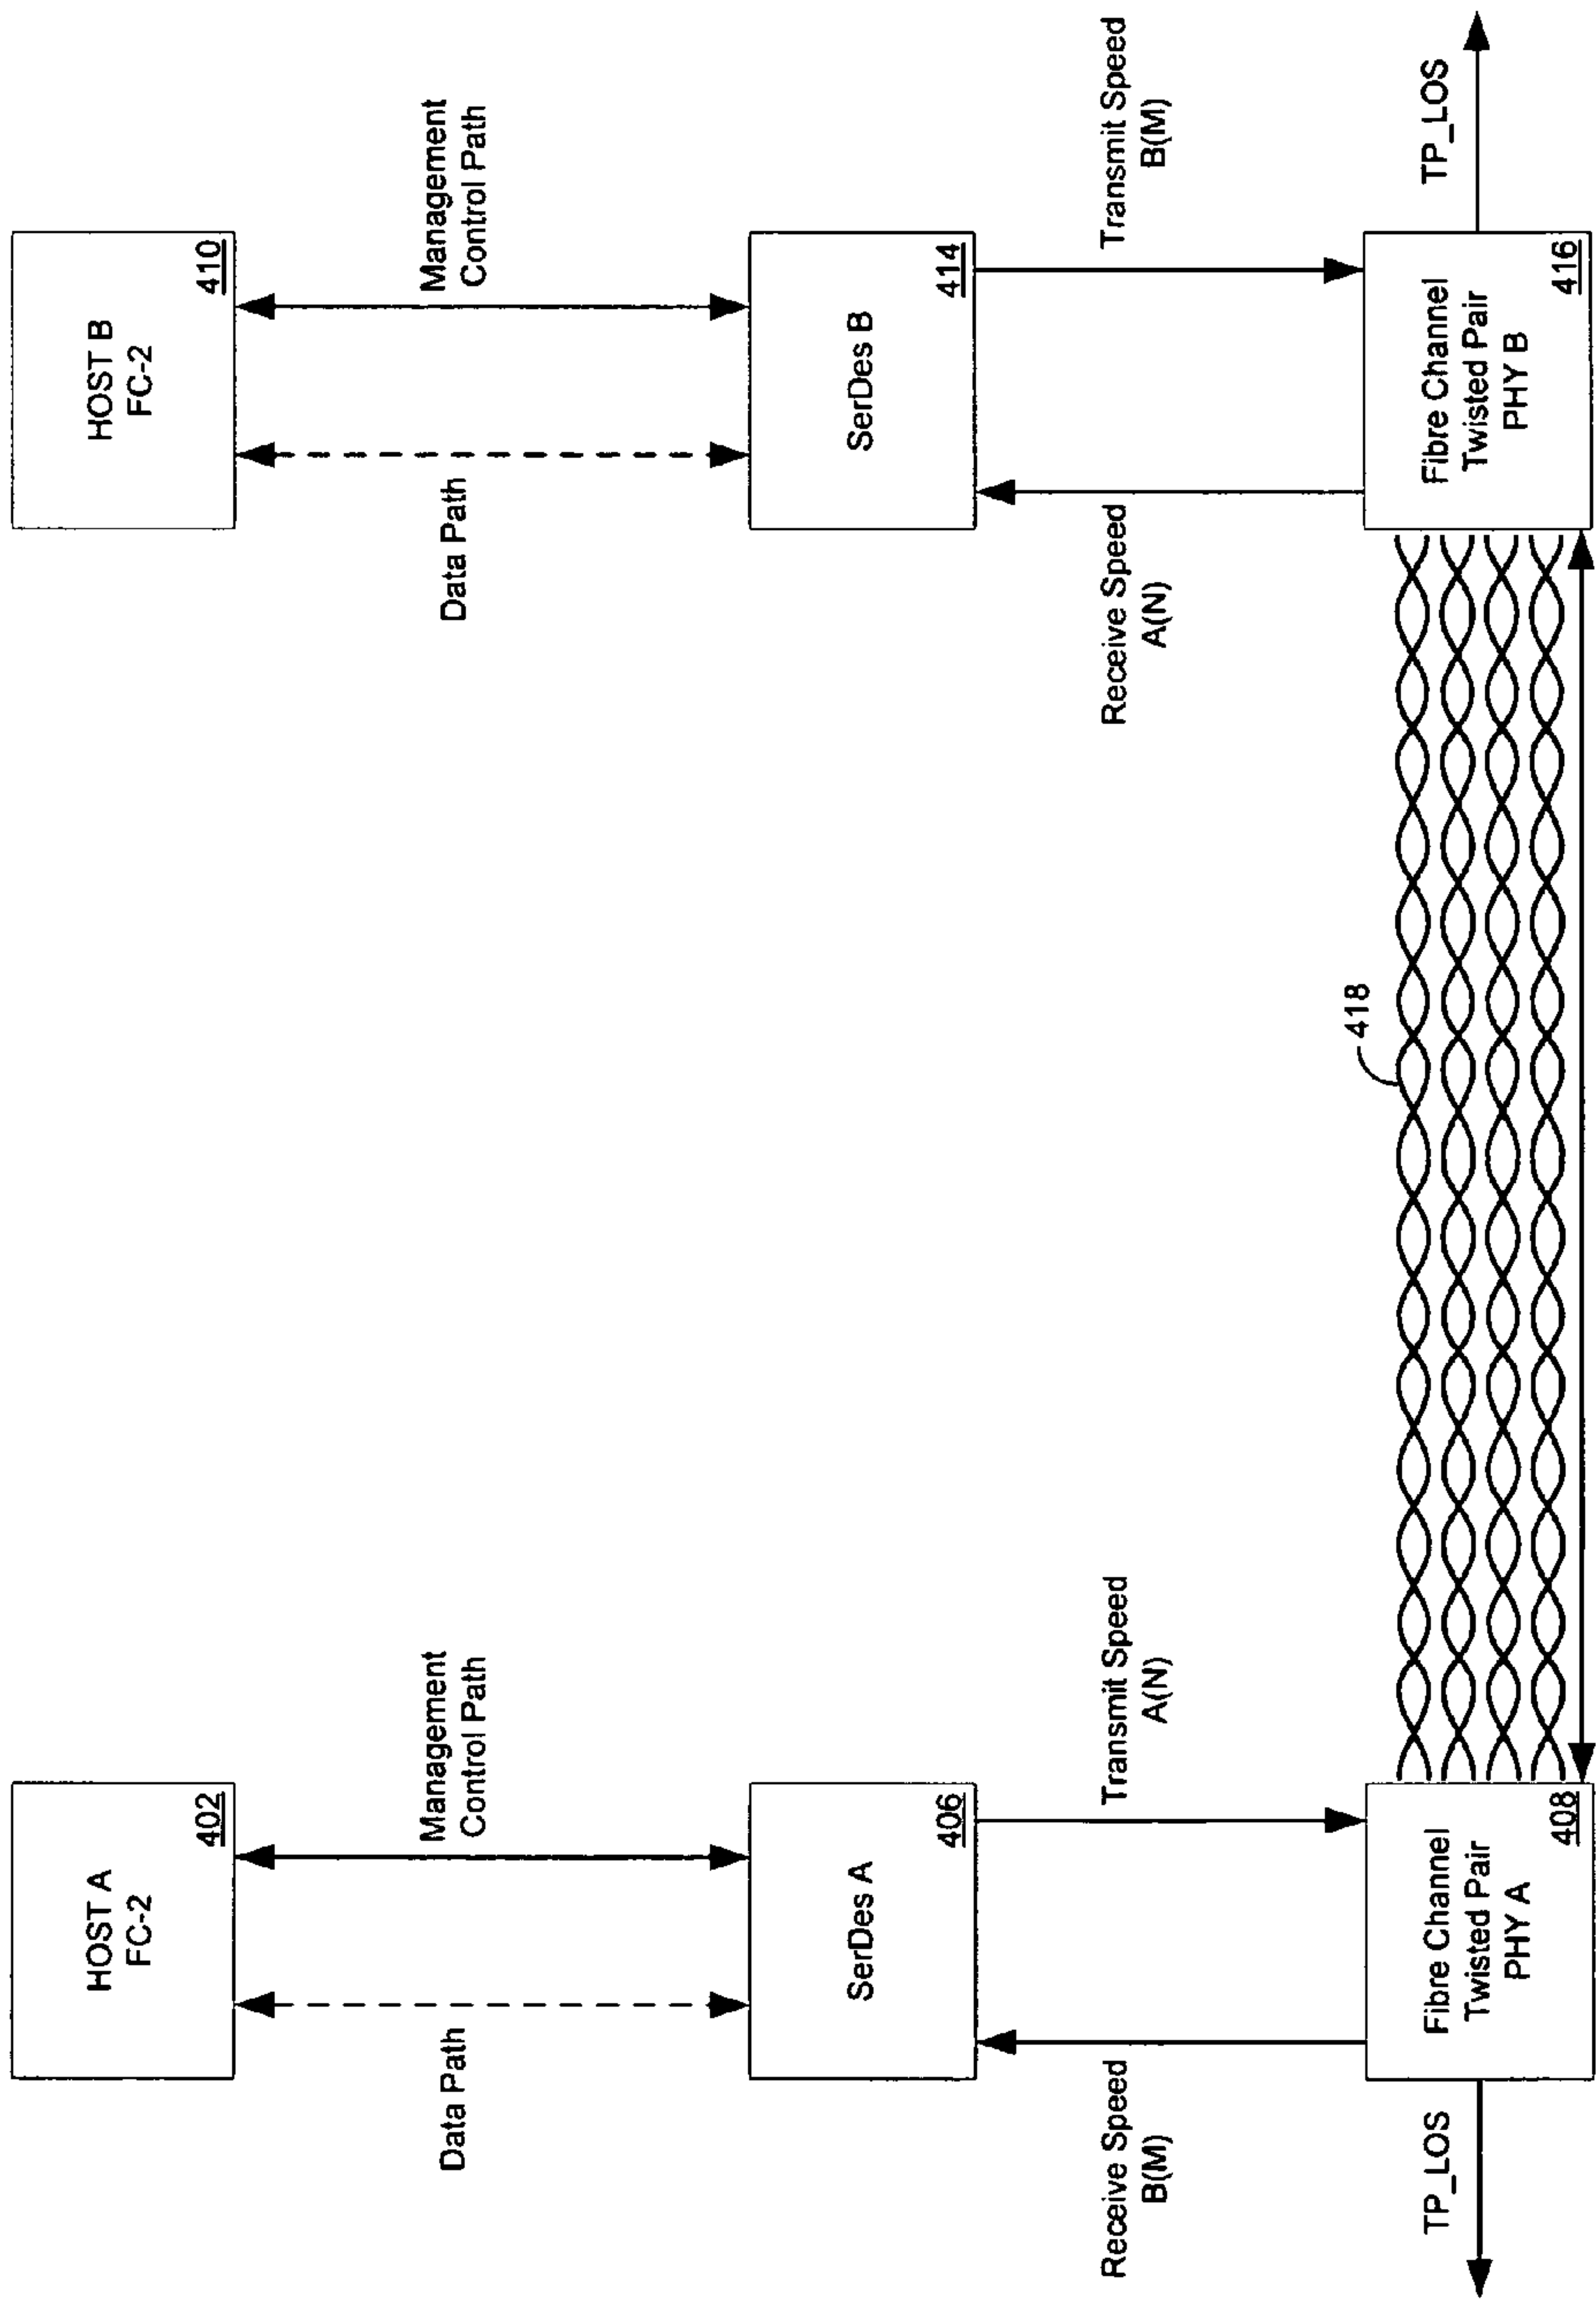 HOST A
FC-2
402
HOST B
FC-2
410
Data Path
Management
Control Path
Data Path
Management
Control Path
SerDes A
406
SerDes B
414
Receive Speed
B(M)
Transmit Speed
A(N)
Receive Speed
A(N)
Transmit Speed
B(M)
418
TP_LOS
Fibre Channel
Twisted Pair
PHY A
408
Fibre Channel
Twisted Pair
PHY B
416
TP_LOS